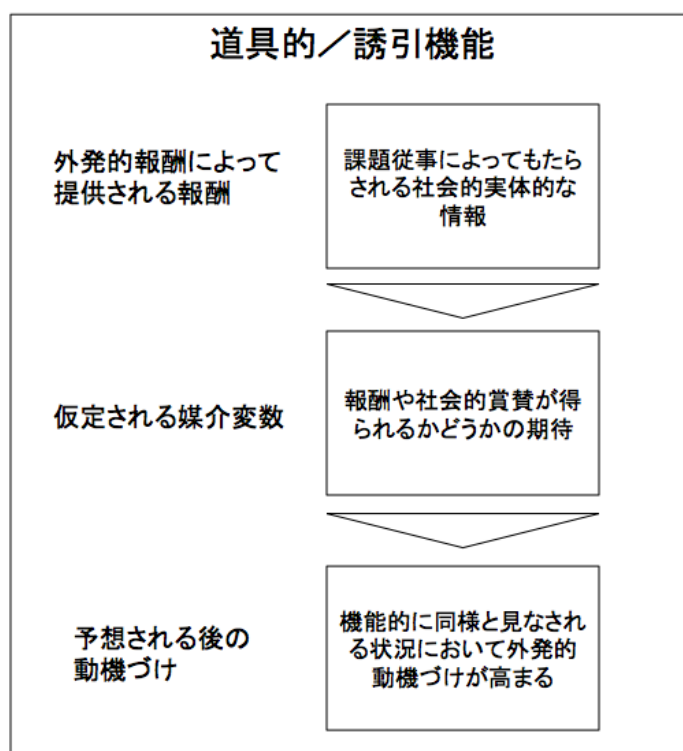 道具的／誘引機能
外発的報酬によって
提供される報酬
課題従事によってもたら
される社会的実体的な
情報
仮定される媒介変数
報酬や社会的賞賛が得
られるかどうかの期待
予想される後の
動機づけ
機能的に同様と見なされ
る状況において外発的
動機づけが高まる